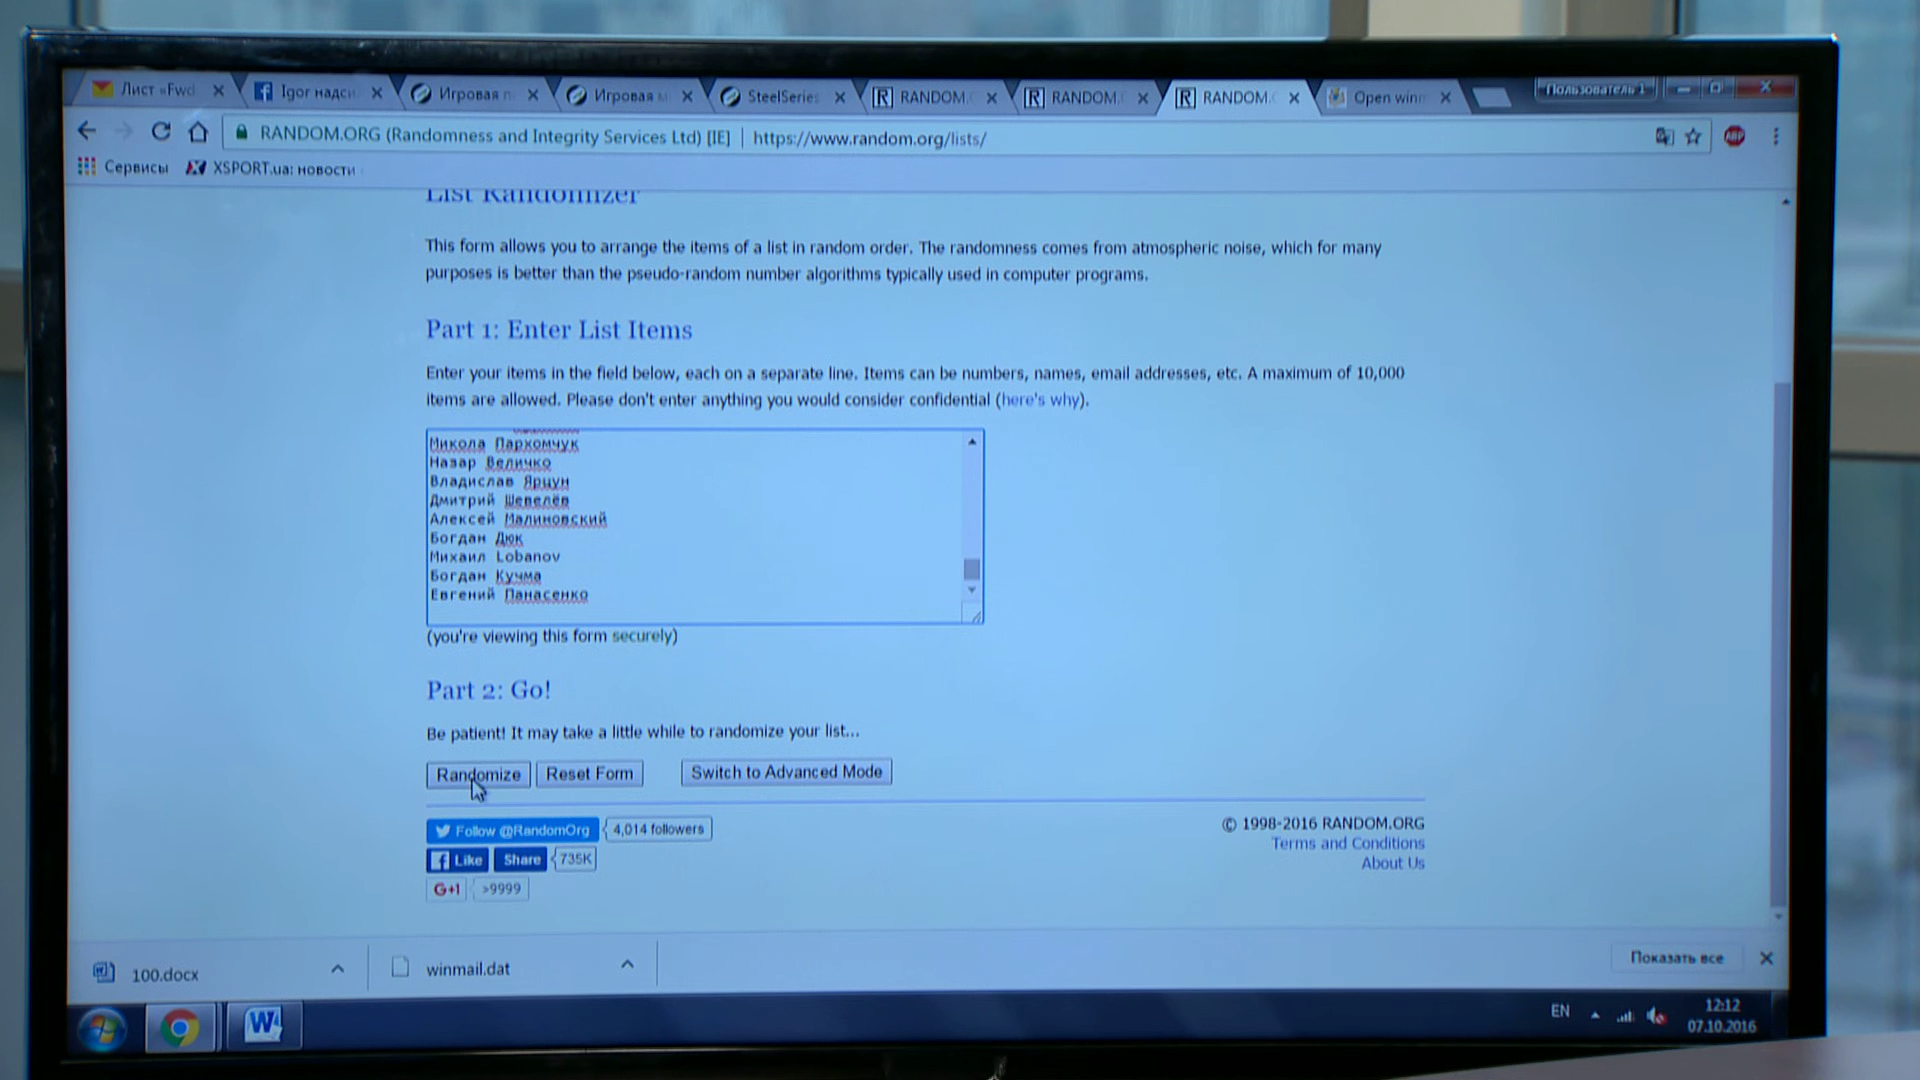 Лист «Fwd
Igor надсил
Игровая п
Игровая м
SteelSeries
RANDOM.O
RANDOM.O
RANDOM.O
Open winm
Пользователь 1
RANDOM.ORG (Randomness and Integrity Services Ltd) [IE] | https://www.random.org/lists/
ABP
Сервисы
XSPORT.ua: новости
List Randomizer
This form allows you to arrange the items of a list in random order. The randomness comes from atmospheric noise, which for many
purposes is better than the pseudo-random number algorithms typically used in computer programs.
Part 1: Enter List Items
Enter your items in the field below, each on a separate line. Items can be numbers, names, email addresses, etc. A maximum of 10,000
items are allowed. Please don't enter anything you would consider confidential (here's why).
Микола Пархомчук
Назар Величко
Владислав Ярцун
Дмитрий Шевелёв
Алексей Малиновский
Богдан Дюк
Михаил Lobanov
Богдан Кучма
Евгений Панасенко
(you're viewing this form securely)
Part 2: Go!
Be patient! It may take a little while to randomize your list...
Randomize
Reset Form
Switch to Advanced Mode
Follow @RandomOrg
4,014 followers
Like
Share
735K
G+1
>9999
© 1998-2016 RANDOM.ORG
Terms and Conditions
About Us
100.docx
winmail.dat
Показать все
EN
12:12
07.10.2016